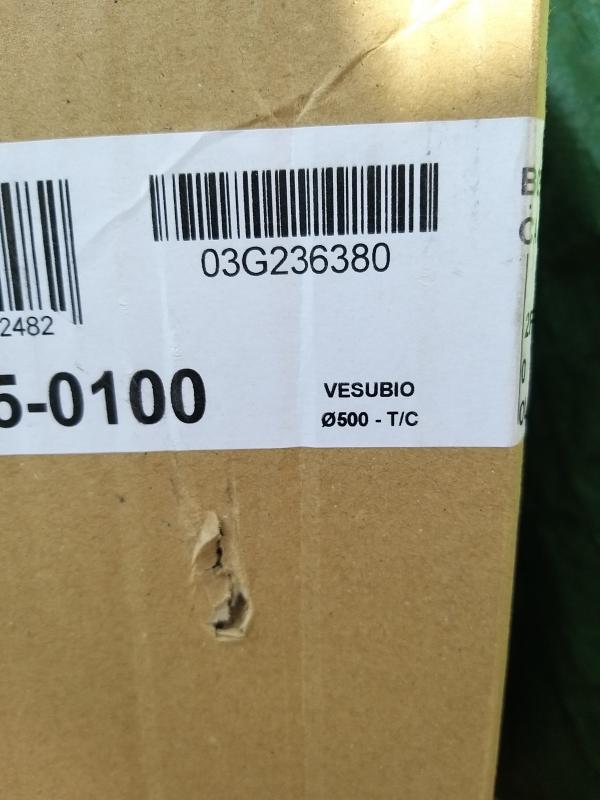 03G236380
2482
5-0100
VESUBIO
Ø500 - T/C